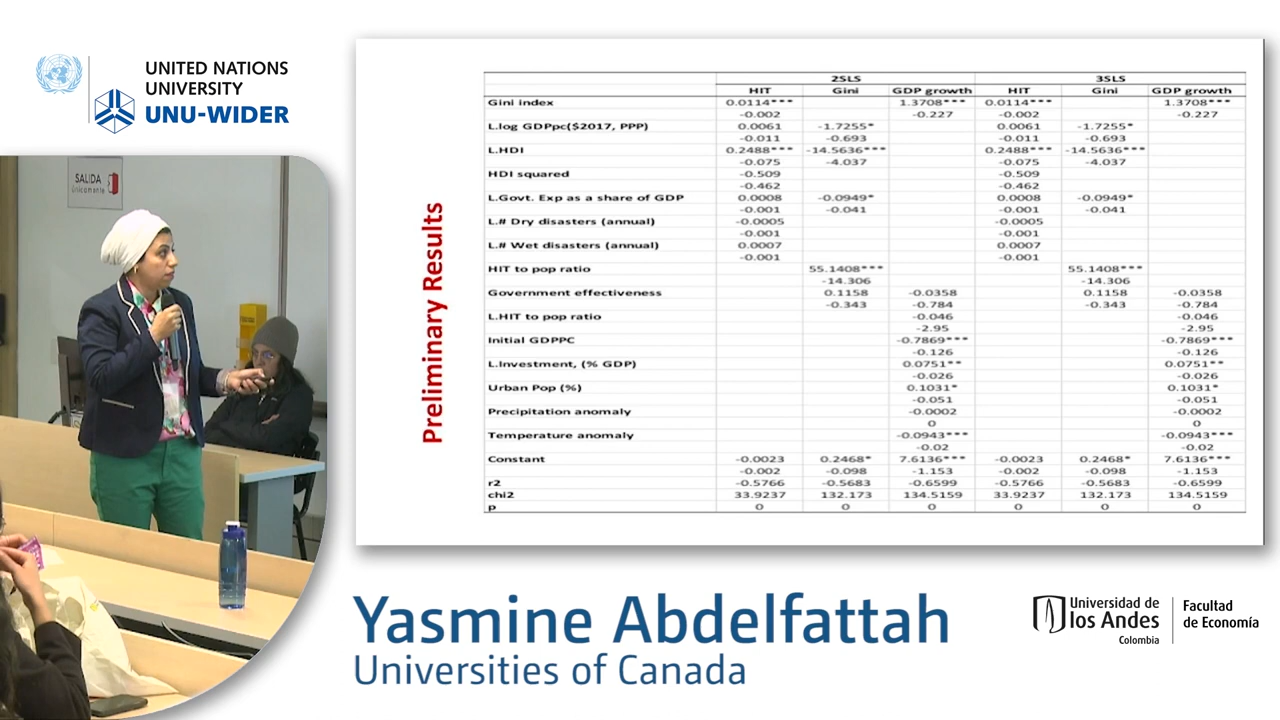 UNITED NATIONS
UNIVERSITY
UNU-WIDER
SALIDA
únicamente
Preliminary Results
2SLS 3SLS
HIT Gini GDP growth HIT Gini GDP growth
Gini index 0.0114*** 1.3708*** 0.0114*** 1.3708***
-0.002 -0.227 -0.002 -0.227
L.log GDPpc($2017, PPP) 0.0061 -1.7255* 0.0061 -1.7255*
-0.011 -0.693 -0.011 -0.693
L.HDI 0.2488*** -14.5636*** 0.2488*** -14.5636***
-0.075 -4.037 -0.075 -4.037
HDI squared -0.509 -0.509
-0.462 -0.462
L.Govt. Exp as a share of GDP 0.0008 -0.0949* 0.0008 -0.0949*
-0.001 -0.041 -0.001 -0.041
L.# Dry disasters (annual) -0.0005 -0.0005
-0.001 -0.001
L.# Wet disasters (annual) 0.0007 0.0007
-0.001 -0.001
HIT to pop ratio 55.1408*** 55.1408***
-14.306 -14.306
Government effectiveness 0.1158 -0.0358 0.1158 -0.0358
-0.343 -0.784 -0.343 -0.784
L.HIT to pop ratio -0.046 -0.046
-2.95 -2.95
Initial GDPPC -0.7869*** -0.7869***
-0.126 -0.126
L.Investment, (% GDP) 0.0751** 0.0751**
-0.026 -0.026
Urban Pop (%) 0.1031* 0.1031*
-0.051 -0.051
Precipitation anomaly -0.0002 -0.0002
0 0
Temperature anomaly -0.0943*** -0.0943***
-0.02 -0.02
Constant -0.0023 0.2468* 7.6136*** -0.0023 0.2468* 7.6136***
-0.002 -0.098 -1.153 -0.002 -0.098 -1.153
r2 -0.5766 -0.5683 -0.6599 -0.5766 -0.5683 -0.6599
chi2 33.9237 132.173 134.5159 33.9237 132.173 134.5159
p 0 0 0 0 0 0
Yasmine Abdelfattah
Universities of Canada
Universidad de
los Andes
Colombia
Facultad
de Economía